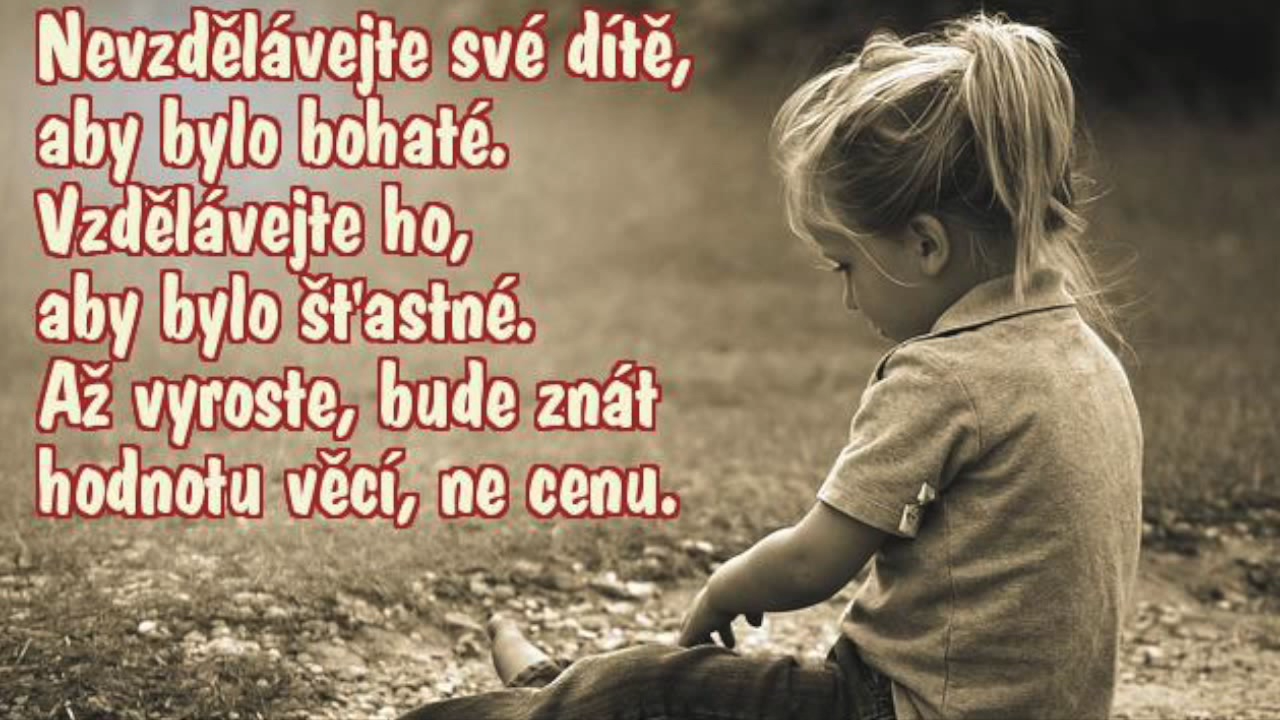 Nevzdělávejte své dítě,
aby bylo bohaté.
Vzdělávejte ho,
aby bylo šťastné.
Až vyroste, bude znát
hodnotu věcí, ne cenu.